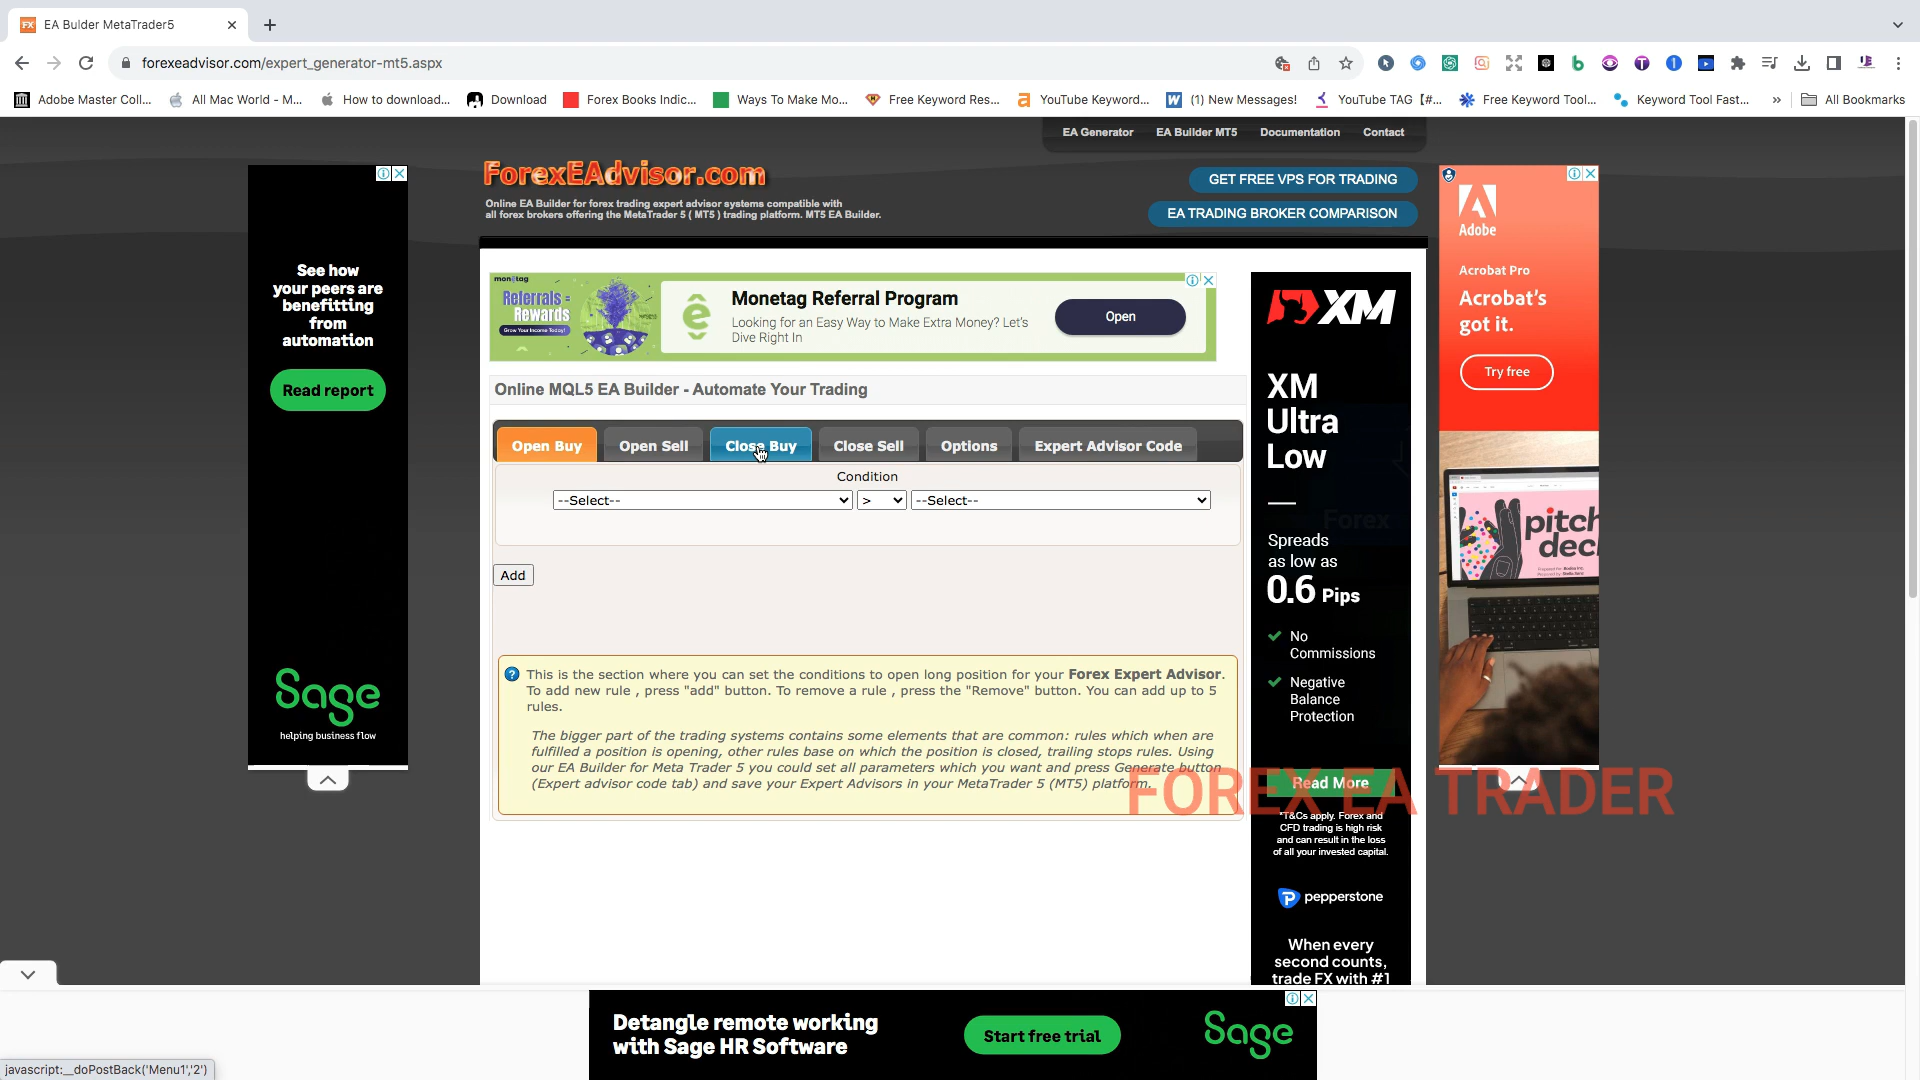 EA Bulder MetaTrader5
forexeadvisor.com/expert_generator-mt5.aspx
Adobe Master Coll...
All Mac World - M...
How to download...
Download
Forex Books Indic...
Ways To Make Mo...
Free Keyword Res...
YouTube Keyword...
(1) New Messages!
YouTube TAG【#...
Free Keyword Tool...
Keyword Tool Fast...
»
All Bookmarks
EA Generator
EA Builder MT5
Documentation
Contact
ForexEAdvisor.com
Online EA Builder for forex trading expert advisor systems compatible with
all forex brokers offering the MetaTrader 5 ( MT5 ) trading platform. MT5 EA Builder.
GET FREE VPS FOR TRADING
EA TRADING BROKER COMPARISON
See how
your peers are
benefitting
from
automation
Read report
Sage
helping business flow
monetag
Referrals =
Rewards
Grow Your Income Today!
Monetag Referral Program
Looking for an Easy Way to Make Extra Money? Let's
Dive Right In
Open
Online MQL5 EA Builder - Automate Your Trading
Open Buy
Open Sell
Close Buy
Close Sell
Options
Expert Advisor Code
Condition
--Select--
>
--Select--
Add
This is the section where you can set the conditions to open long position for your Forex Expert Advisor.
To add new rule , press "add" button. To remove a rule , press the "Remove" button. You can add up to 5
rules.
The bigger part of the trading systems contains some elements that are common: rules which when are
fulfilled a position is opening, other rules base on which the position is closed, trailing stops rules. Using
our EA Builder for Meta Trader 5 you could set all parameters which you want and press Generate button
(Expert advisor code tab) and save your Expert Advisors in your MetaTrader 5 (MT5) platform.
XM
XM
Ultra
Low
Forex
Spreads
as low as
0.6 Pips
No
Commissions
Negative
Balance
Protection
Read More
*T&Cs apply. Forex and
CFD trading is high risk
and can result in the loss
of all your invested capital.
pepperstone
When every
second counts,
trade FX with #1
Adobe
Acrobat Pro
Acrobat's
got it.
Try free
pitch
deck
FOREX EA TRADER
Detangle remote working
with Sage HR Software
Start free trial
Sage
javascript:__doPostBack('Menu1','2')